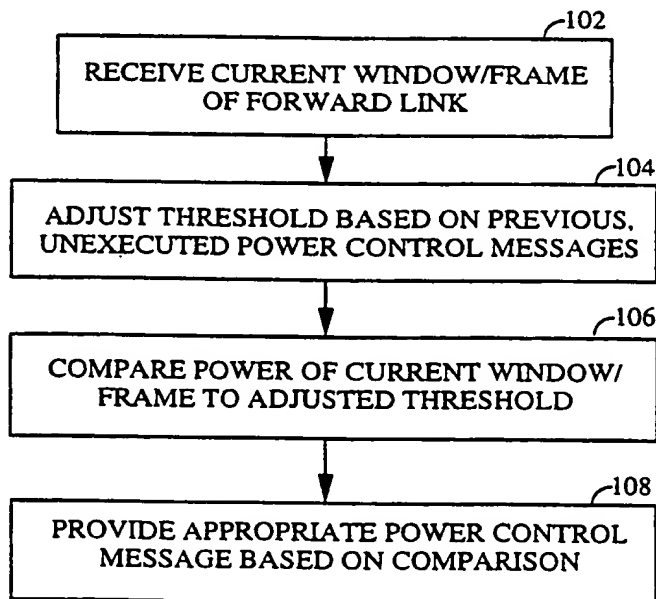 102
RECEIVE CURRENT WINDOW/FRAME
OF FORWARD LINK
104
ADJUST THRESHOLD BASED ON PREVIOUS,
UNEXECUTED POWER CONTROL MESSAGES
106
COMPARE POWER OF CURRENT WINDOW/
FRAME TO ADJUSTED THRESHOLD
108
PROVIDE APPROPRIATE POWER CONTROL
MESSAGE BASED ON COMPARISON